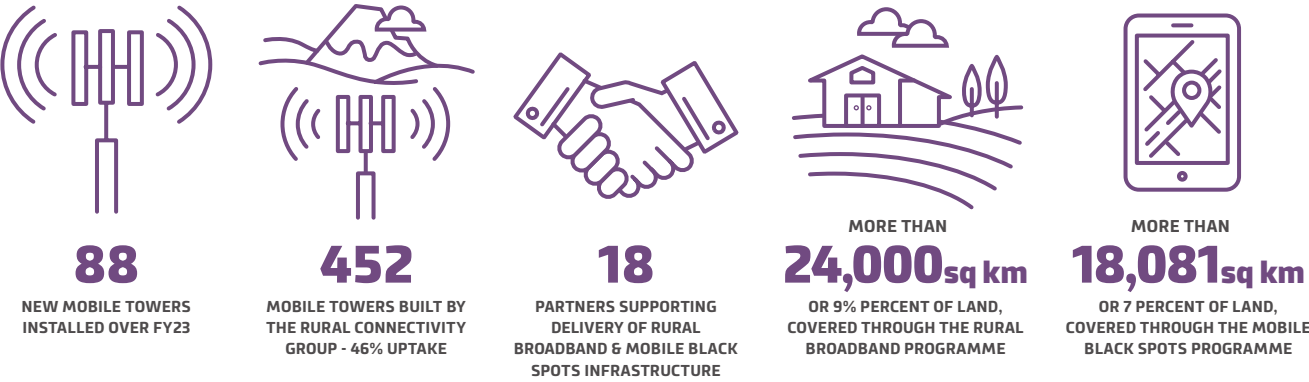 88
NEW MOBILE TOWERS
INSTALLED OVER FY23
452
MOBILE TOWERS BUILT BY
THE RURAL CONNECTIVITY
GROUP - 46% UPTAKE
18
PARTNERS SUPPORTING
DELIVERY OF RURAL
BROADBAND & MOBILE BLACK
SPOTS INFRASTRUCTURE
MORE THAN
24,000sq km
OR 9% PERCENT OF LAND,
COVERED THROUGH THE RURAL
BROADBAND PROGRAMME
MORE THAN
18,081sq km
OR 7 PERCENT OF LAND,
COVERED THROUGH THE MOBILE
BLACK SPOTS PROGRAMME